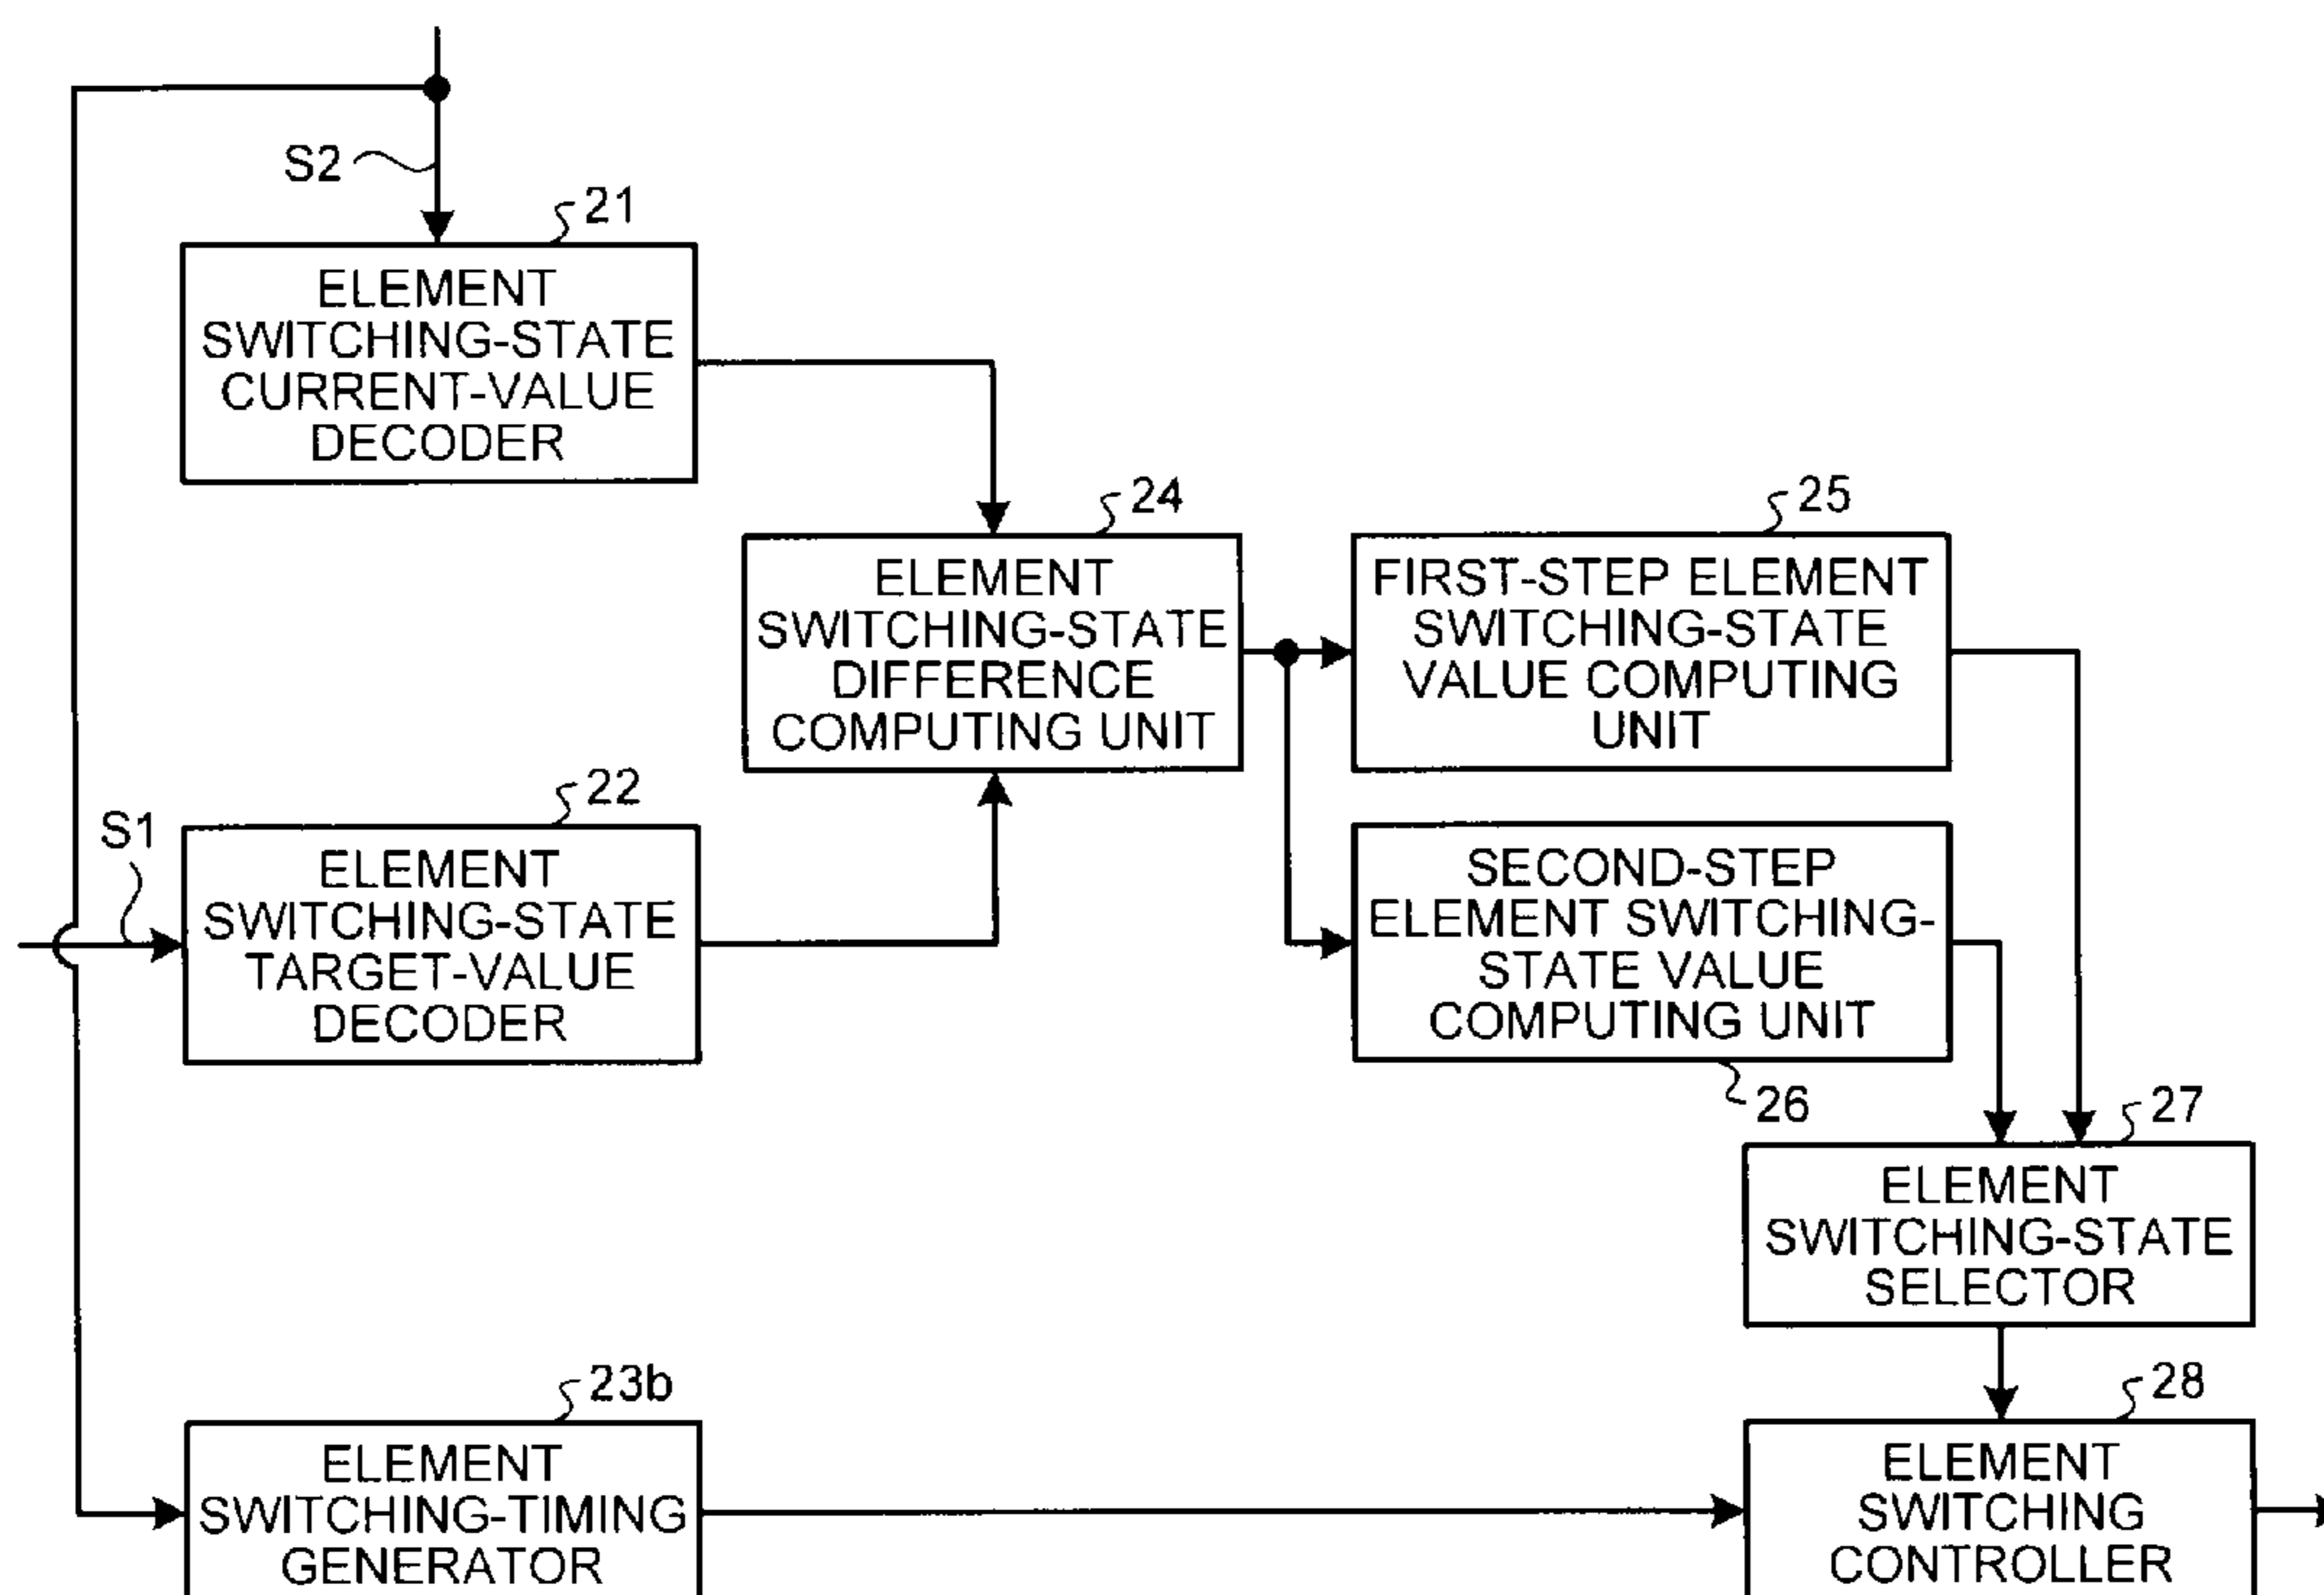 S2
21
ELEMENT
SWITCHING-STATE
CURRENT-VALUE
DECODER
24
ELEMENT
SWITCHING-STATE
DIFFERENCE
COMPUTING UNIT
25
FIRST-STEP ELEMENT
SWITCHING-STATE
VALUE COMPUTING
UNIT
S1
22
ELEMENT
SWITCHING-STATE
TARGET-VALUE
DECODER
SECOND-STEP
ELEMENT SWITCHING-
STATE VALUE
COMPUTING UNIT
26
27
ELEMENT
SWITCHING-STATE
SELECTOR
23b
ELEMENT
SWITCHING-TIMING
GENERATOR
28
ELEMENT
SWITCHING
CONTROLLER